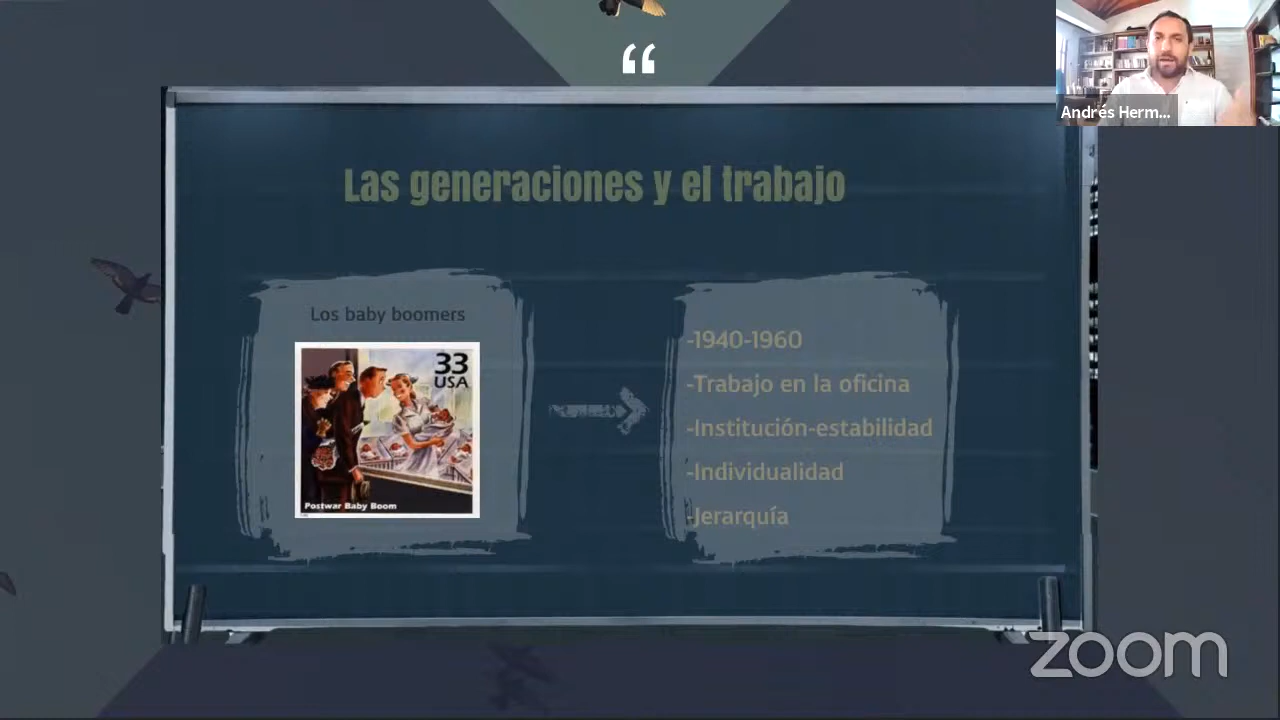 “
Andrés Herm...
Las generaciones y el trabajo
Los baby boomers
33
USA
Postwar Baby Boom
-1940-1960
-Trabajo en la oficina
-Institución-estabilidad
-Individualidad
-Jerarquía
zoom